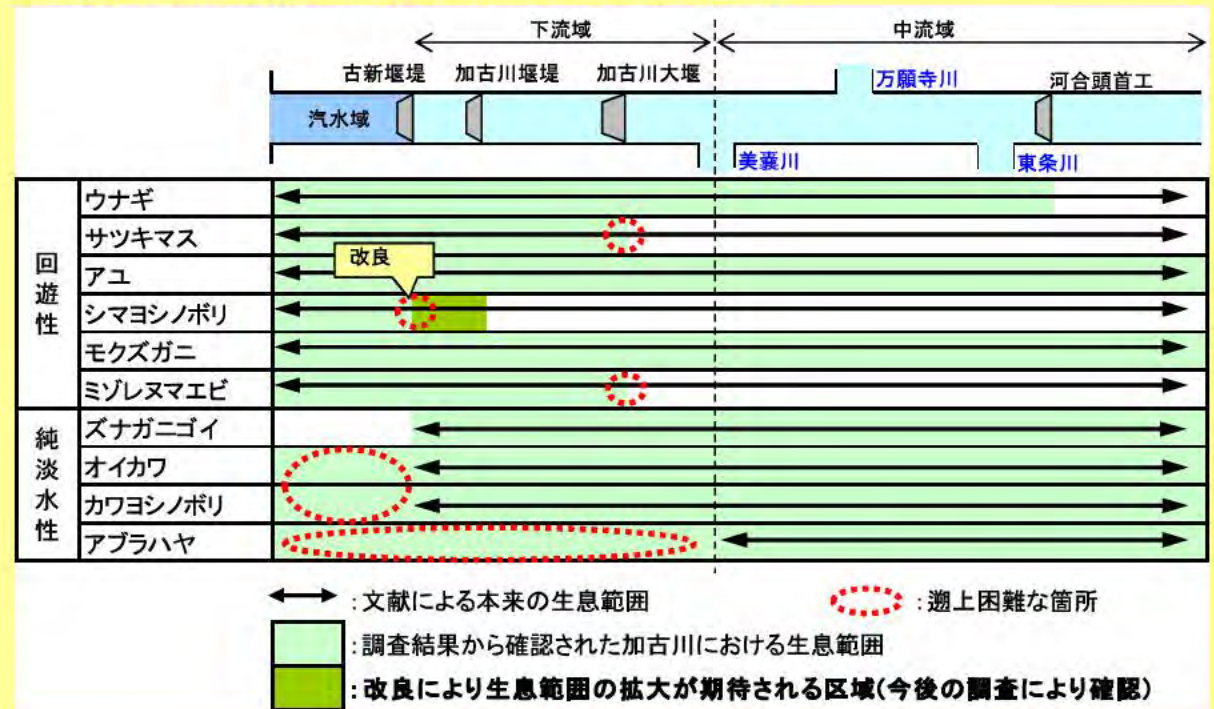 下流域
中流域
古新堰堤
加古川堰堤
加古川大堰
万願寺川
河合頭首工
汽水域
美嚢川
東条川
回遊性
ウナギ
サツキマス
改良
アユ
シマヨシノボリ
モクズガニ
ミゾレヌマエビ
純淡水性
ズナガニゴイ
オイカワ
カワヨシノボリ
アブラハヤ
:文献による本来の生息範囲
:遡上困難な箇所
:調査結果から確認された加古川における生息範囲
:改良により生息範囲の拡大が期待される区域(今後の調査により確認)